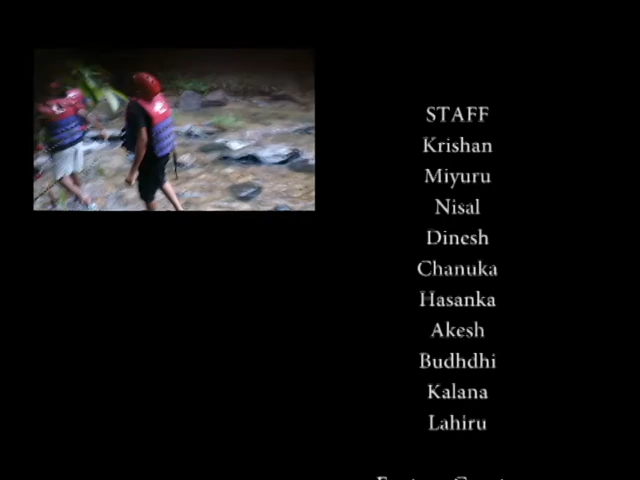 STAFF
Krishan
Miyuru
Nisal
Dinesh
Chanuka
Hasanka
Akesh
Budhdhi
Kalana
Lahiru